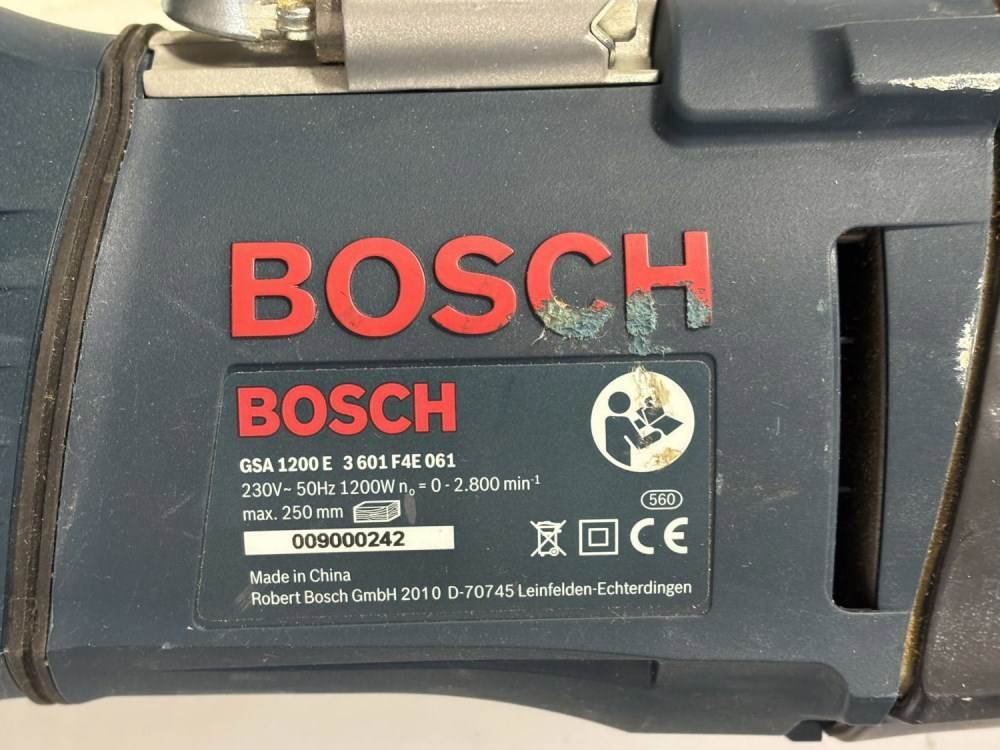 BOSCH
BOSCH
GSA 1200 E 3 601 F4E 061
230V~ 50Hz 1200W n₀ = 0 - 2.800 min⁻¹
max. 250 mm
560
009000242
CE
Made in China
Robert Bosch GmbH 2010 D-70745 Leinfelden-Echterdingen